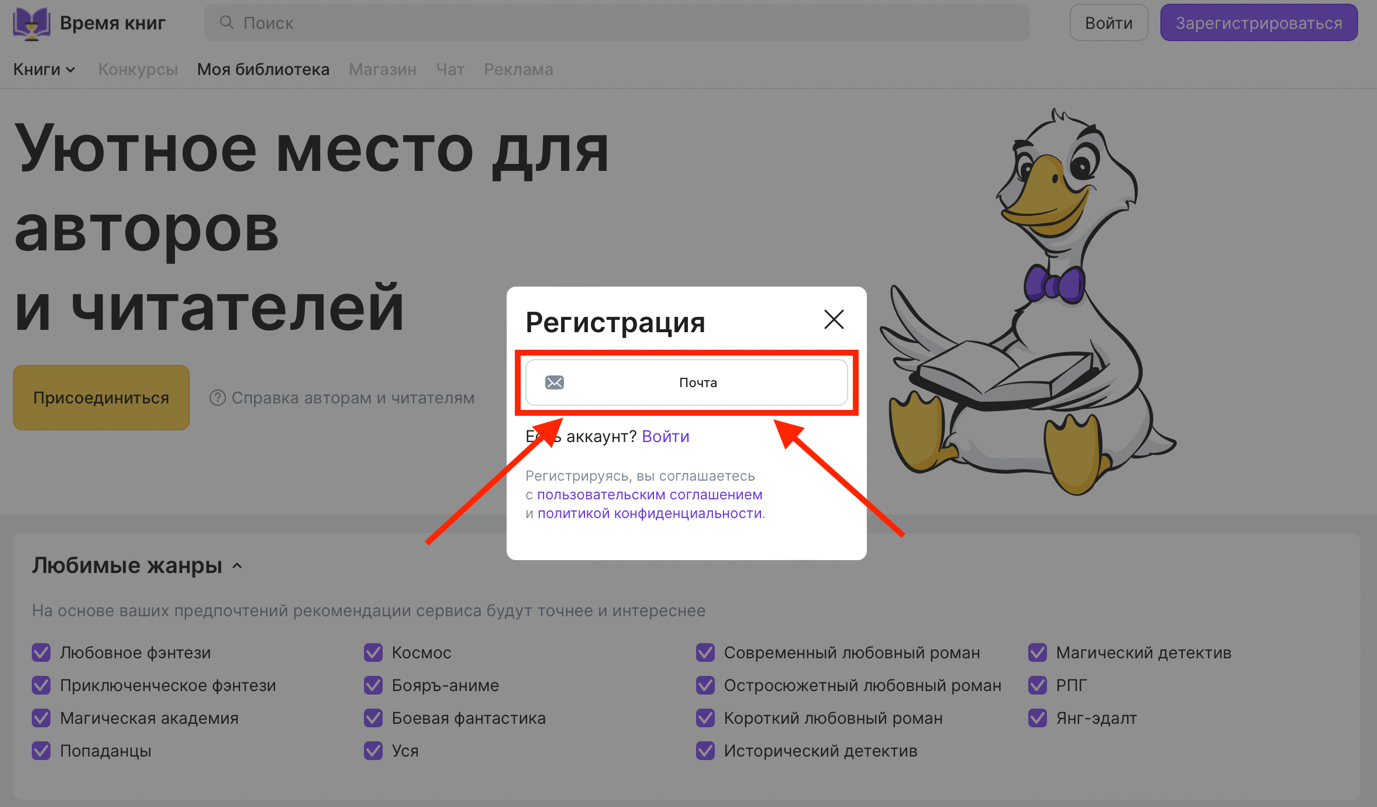 Время книг
Поиск
Войти
Зарегистрироваться
Книги
Конкурсы
Моя библиотека
Магазин
Чат
Реклама
Уютное место для
авторов
и читателей
Присоединиться
Справка авторам и читателям
Регистрация
Почта
Есть аккаунт? Войти
Регистрируясь, вы соглашаетесь
с пользовательским соглашением
и политикой конфиденциальности.
Любимые жанры
На основе ваших предпочтений рекомендации сервиса будут точнее и интереснее
Любовное фэнтези
Приключенческое фэнтези
Магическая академия
Попаданцы
Космос
Бояръ-аниме
Боевая фантастика
Уся
Современный любовный роман
Остросюжетный любовный роман
Короткий любовный роман
Исторический детектив
Магический детектив
РПГ
Янг-эдалт